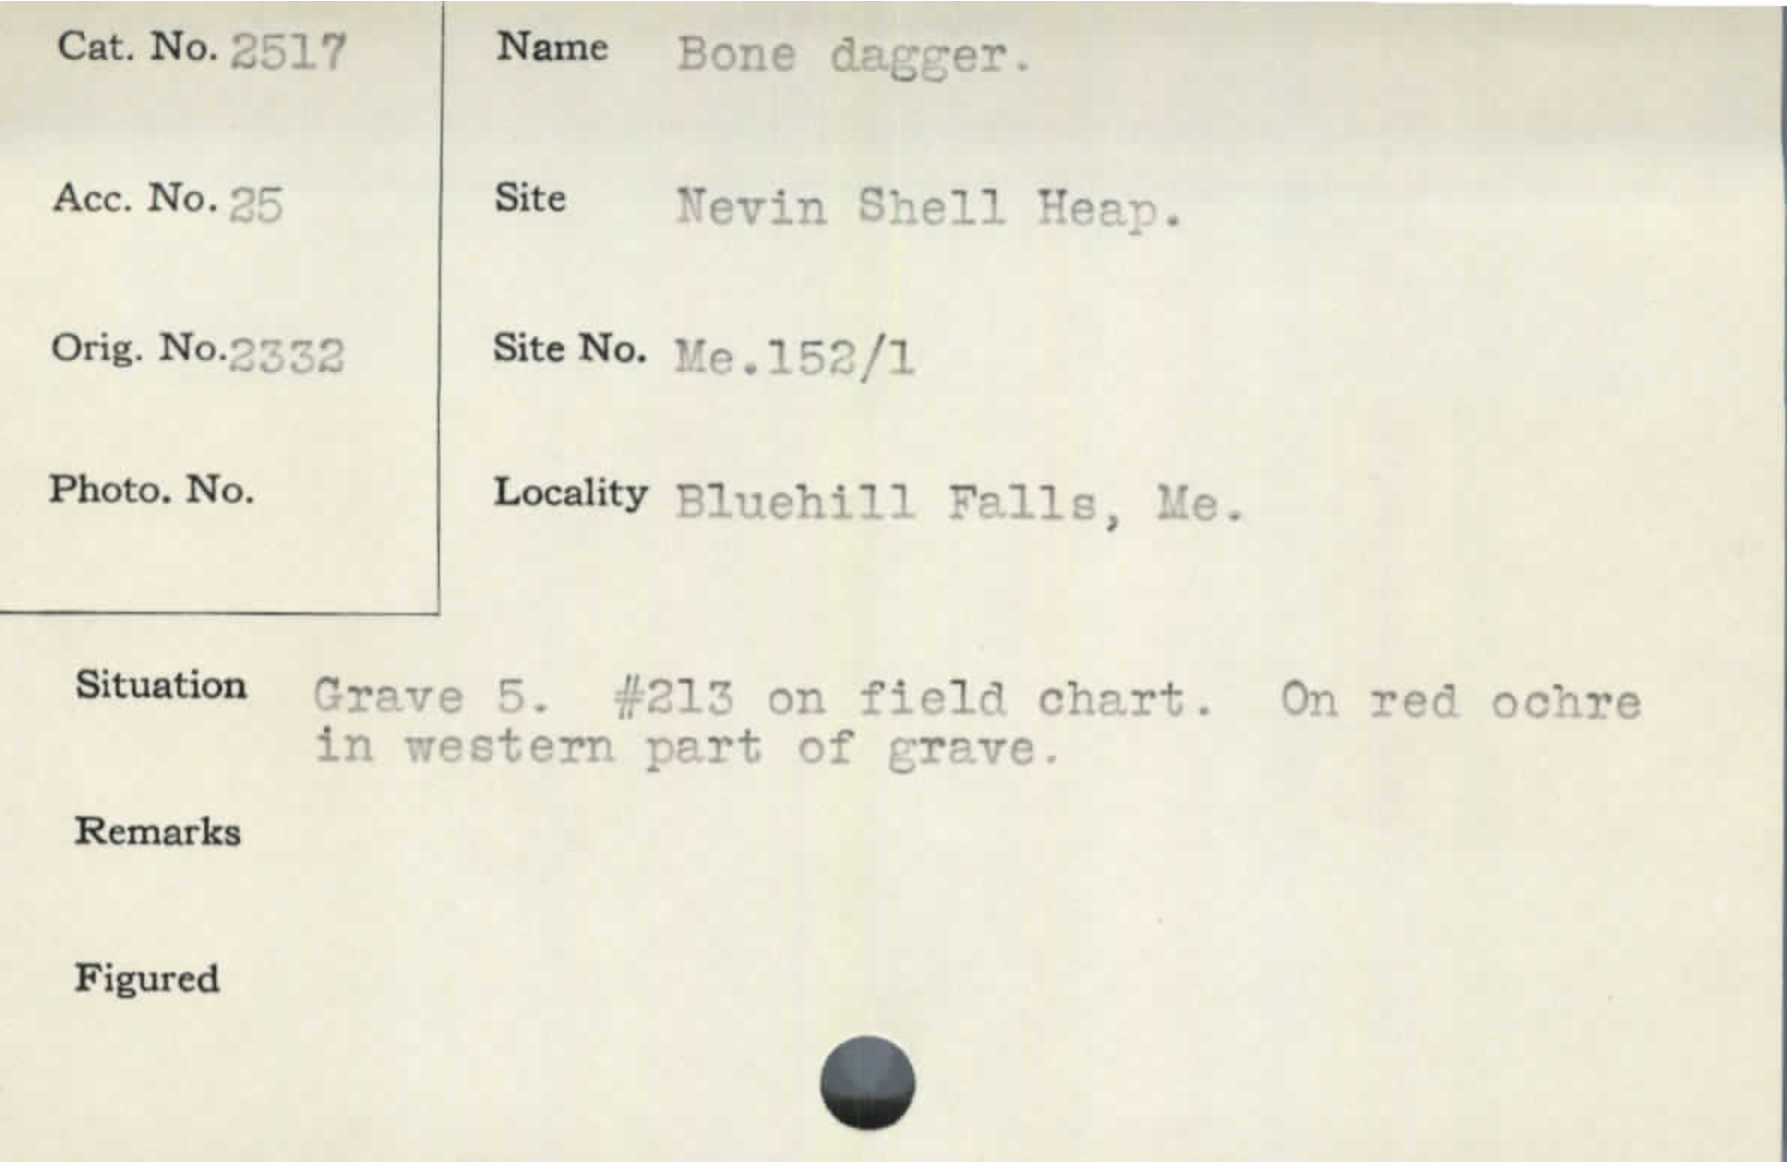 Cat. No. 2517
Name Bone dagger.
Acc. No. 25
Site Nevin Shell Heap.
Orig. No. 2332
Site No. Me.152/1
Photo. No.
Locality Bluehill Falls, Me.
Situation Grave 5. #213 on field chart. On red ochre
in western part of grave.
Remarks
Figured